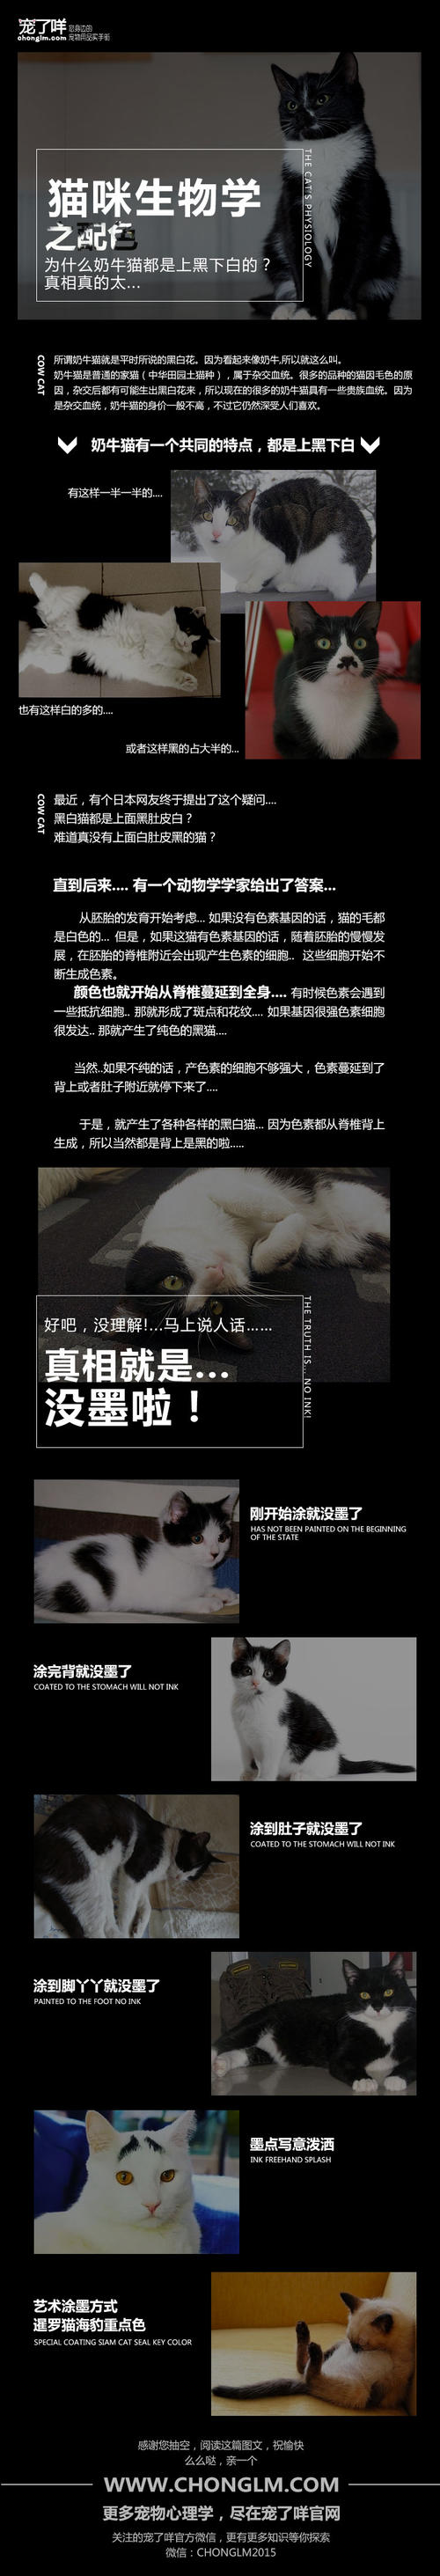 宠了咩
chonglm.com
您身边的
宠物用品买手街
猫咪生物学
之配色
为什么奶牛猫都是上黑下白的？
真相真的太...
THE CAT'S PHYSIOLOGY
COW CAT
所谓奶牛猫就是平时所说的黑白花。因为看起来像奶牛,所以就这么叫。
奶牛猫是普通的家猫（中华田园土猫种），属于杂交血统。很多的品种的猫因毛色的原
因，杂交后都有可能生出黑白花来，所以现在的很多的奶牛猫具有一些贵族血统。因为
是杂交血统，奶牛猫的身价一般不高，不过它仍然深受人们喜欢。
奶牛猫有一个共同的特点，都是上黑下白
有这样一半一半的....
也有这样白的多的....
或者这样黑的占大半的...
COW CAT
最近，有个日本网友终于提出了这个疑问....
黑白猫都是上面黑肚皮白？
难道真没有上面白肚皮黑的猫？
直到后来.... 有一个动物学学家给出了答案...
从胚胎的发育开始考虑... 如果没有色素基因的话，猫的毛都
是白色的... 但是，如果这猫有色素基因的话，随着胚胎的慢慢发
展，在胚胎的脊椎附近会出现产生色素的细胞.. 这些细胞开始不
断生成色素。
颜色也就开始从脊椎蔓延到全身.... 有时候色素会遇到
一些抵抗细胞.. 那就形成了斑点和花纹.... 如果基因很强色素细胞
很发达.. 那就产生了纯色的黑猫....
当然..如果不纯的话，产色素的细胞不够强大，色素蔓延到了
背上或者肚子附近就停下来了....
于是，就产生了各种各样的黑白猫... 因为色素都从脊椎背上
生成，所以当然都是背上是黑的啦.....
好吧，没理解!...马上说人话......
真相就是...
没墨啦！
THE TRUTH IS... NO INK!
刚开始涂就没墨了
HAS NOT BEEN PAINTED ON THE BEGINNING
OF THE STATE
涂完背就没墨了
COATED TO THE STOMACH WILL NOT INK
涂到肚子就没墨了
COATED TO THE STOMACH WILL NOT INK
涂到脚丫丫就没墨了
PAINTED TO THE FOOT NO INK
墨点写意泼洒
INK FREEHAND SPLASH
艺术涂墨方式
暹罗猫海豹重点色
SPECIAL COATING SIAM CAT SEAL KEY COLOR
感谢您抽空，阅读这篇图文，祝愉快
么么哒，亲一个
WWW.CHONGLM.COM
更多宠物心理学，尽在宠了咩官网
关注的宠了咩官方微信，更有更多知识等你探索
微信：CHONGLM2015